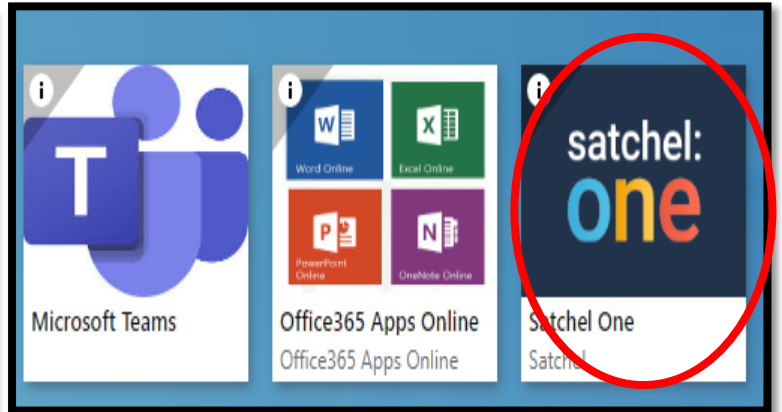 i
T
Microsoft Teams
i
W
Word Online
X
Excel Online
P
PowerPoint
Online
N
OneNote Online
Office365 Apps Online
Office365 Apps Online
i
satchel:
one
Satchel One
Satchel